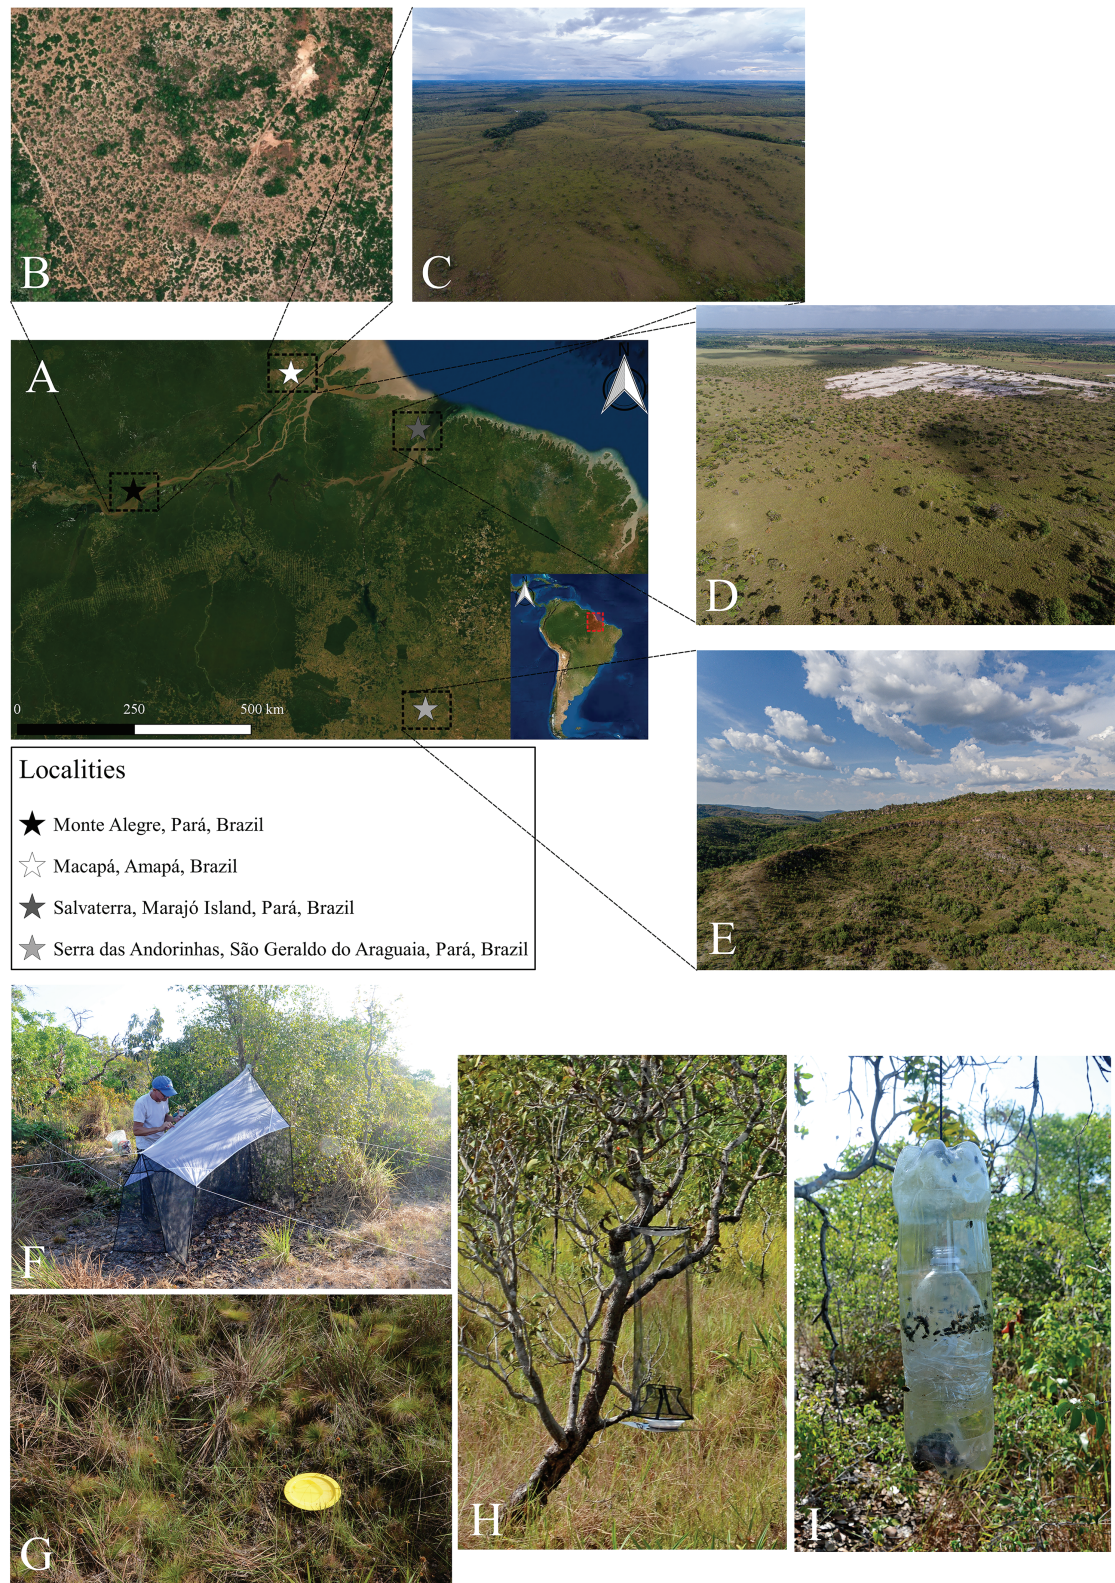 B
C
A
N
D
0
250
500 km
E
Localities
Monte Alegre, Pará, Brazil
Macapá, Amapá, Brazil
Salvaterra, Marajó Island, Pará, Brazil
Serra das Andorinhas, São Geraldo do Araguaia, Pará, Brazil
F
G
H
I